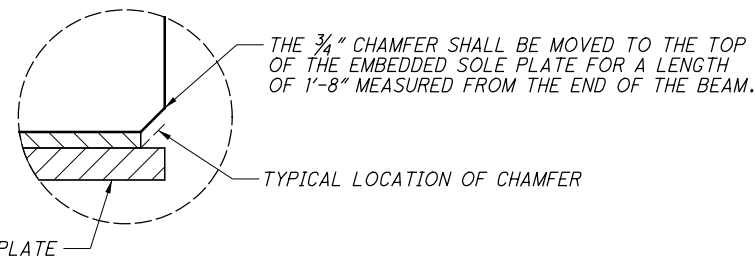 THE 3/4" CHAMFER SHALL BE MOVED TO THE TOP
OF THE EMBEDDED SOLE PLATE FOR A LENGTH
OF 1'-8" MEASURED FROM THE END OF THE BEAM.
TYPICAL LOCATION OF CHAMFER
PLATE